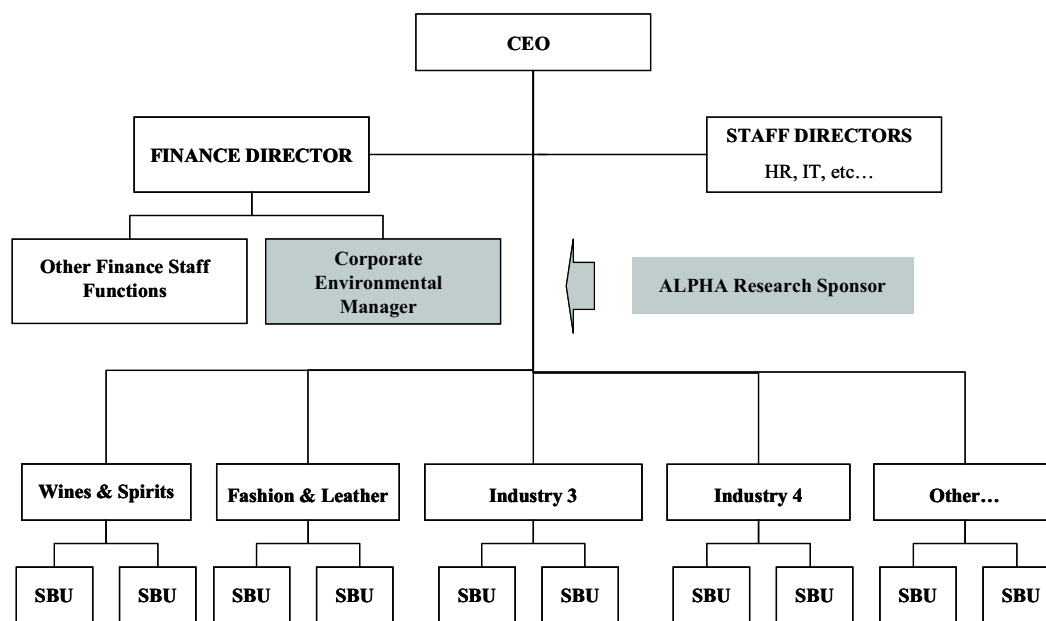 CEO
FINANCE DIRECTOR
STAFF DIRECTORS
HR, IT, etc…
Other Finance Staff
Functions
Corporate
Environmental
Manager
ALPHA Research Sponsor
Wines & Spirits
Fashion & Leather
Industry 3
Industry 4
Other…
SBU
SBU
SBU
SBU
SBU
SBU
SBU
SBU
SBU
SBU